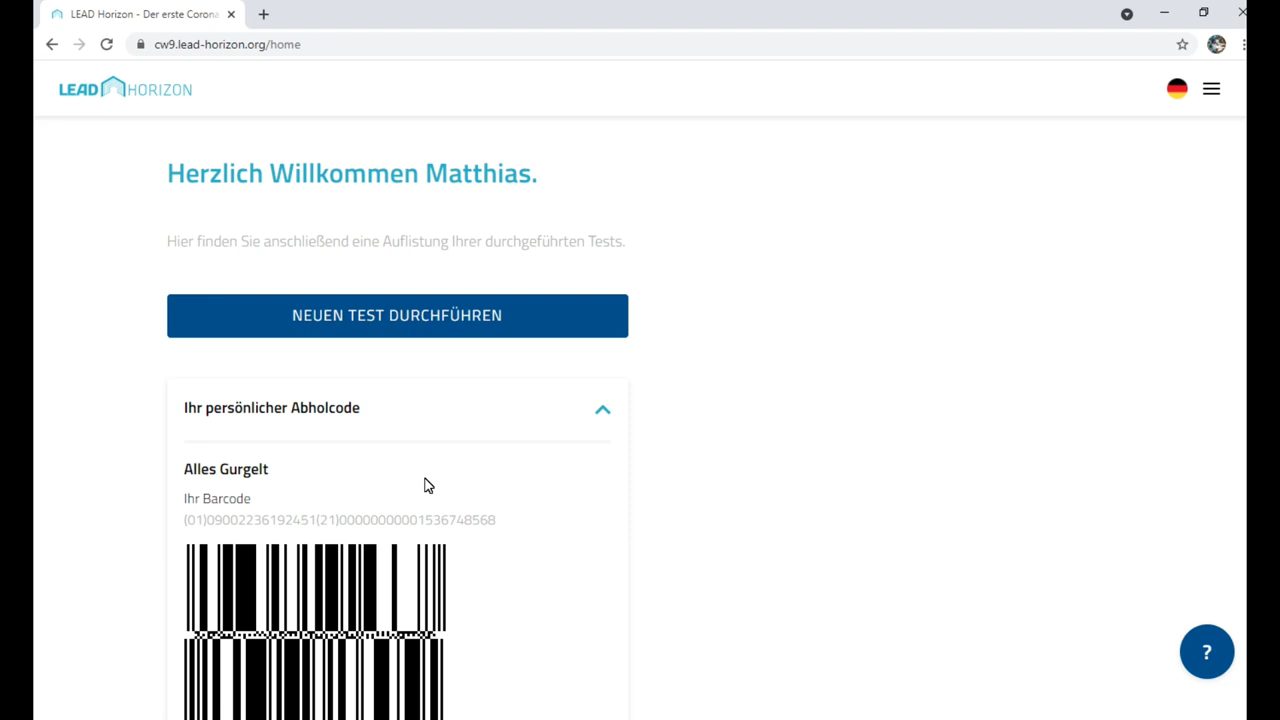 LEAD Horizon - Der erste Corona
cw9.lead-horizon.org/home
LEAD HORIZON
Herzlich Willkommen Matthias.
Hier finden Sie anschließend eine Auflistung Ihrer durchgeführten Tests.
NEUEN TEST DURCHFÜHREN
Ihr persönlicher Abholcode
Alles Gurgelt
Ihr Barcode
(01)09002236192451(21)00000000001536748568
?